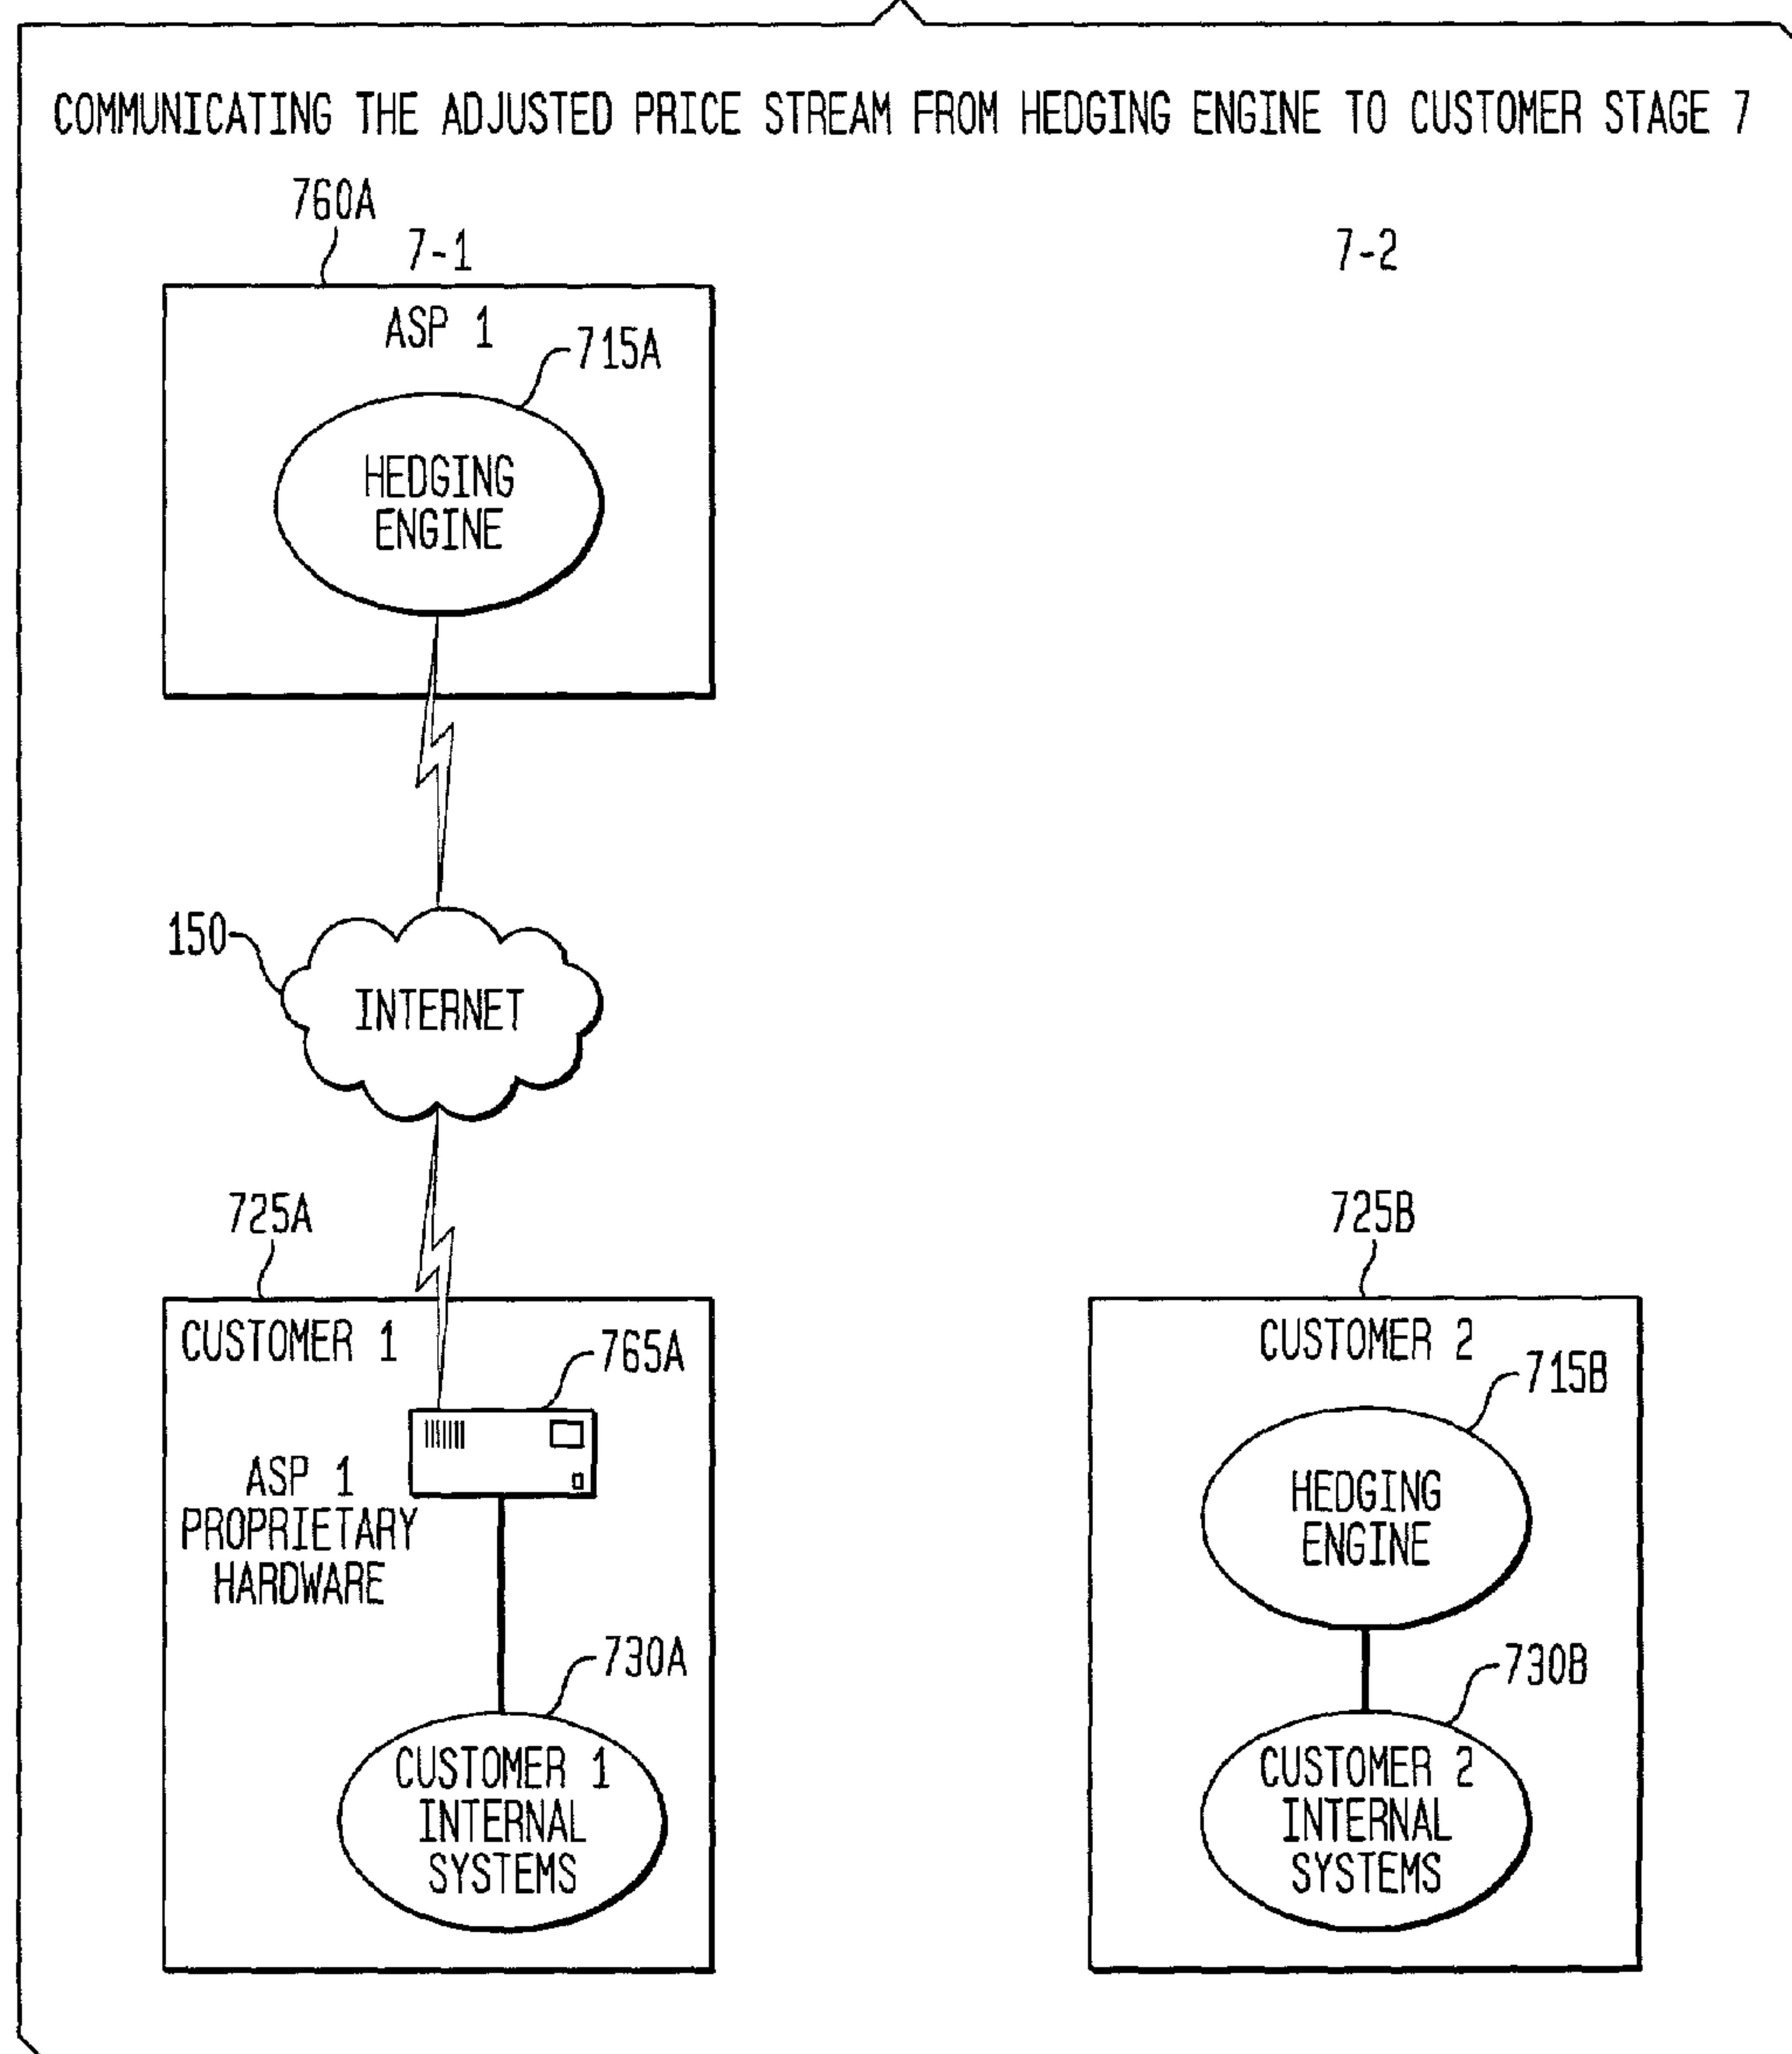 COMMUNICATING THE ADJUSTED PRICE STREAM FROM HEDGING ENGINE TO CUSTOMER STAGE 7
760A
7-1
7-2
ASP 1
715A
HEDGING
ENGINE
150
INTERNET
725A
CUSTOMER 1
765A
ASP 1
PROPRIETARY
HARDWARE
730A
CUSTOMER 1
INTERNAL
SYSTEMS
725B
CUSTOMER 2
715B
HEDGING
ENGINE
730B
CUSTOMER 2
INTERNAL
SYSTEMS